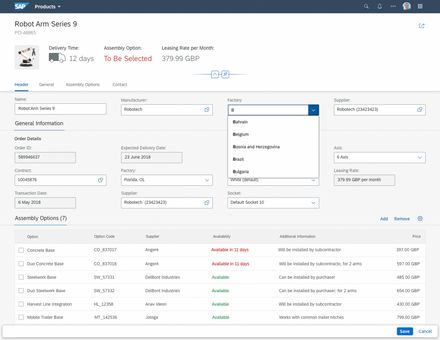 SAP Products
Robot Arm Series 9
PO-48865
Delivery Time: Assembly Option: Leasing Rate per Month:
12 days To Be Selected 379.99 GBP
Header General Assembly Options Contact
Name: Manufacturer: Factory Supplier:
Robot Arm Series 9 Robotech B Robotech (23423423)
Bahrain
General Information
Belgium
Order Details
Bosnia and Herzegovina
Order ID: Expected Delivery Date: Axis:
589946637 23 June 2018 Brazil 6 Axis
Bulgaria
Contract: Factory: Leasing Rate:
10045876 Florida, OL White (default) 379.99 GBP per month
Transaction Date Supplier: Socket
6 May 2018 Robotech (23423423) Default Socket 10
Assembly Options (7) Add Remove
Option Option Code Supplier Availability Additional Information Price
Concrete Base CO_837017 Angont Available in 11 days Will be installed by subcontractor 897.00 GBP
Duo Concrete Base CO_837018 Angont Available in 11 days Will be installed by subcontractor; for 2 arms 597.00 GBP
Steelwork Base SW_57331 DelBont Industries Available Can be installed by purchaser 485.00 GBP
Duo Steelwork Base SW_57332 DelBont Industries Available Can be installed by purchaser; for 2 arms 654.00 GBP
Harvest Line Integration HL_12358 Arav Menn Available Will be installed by subcontractor 430.00 GBP
Mobile Trailer Base MT_142536 Jologa Available Works with common trailer hitches 799.00 GBP
Save Cancel